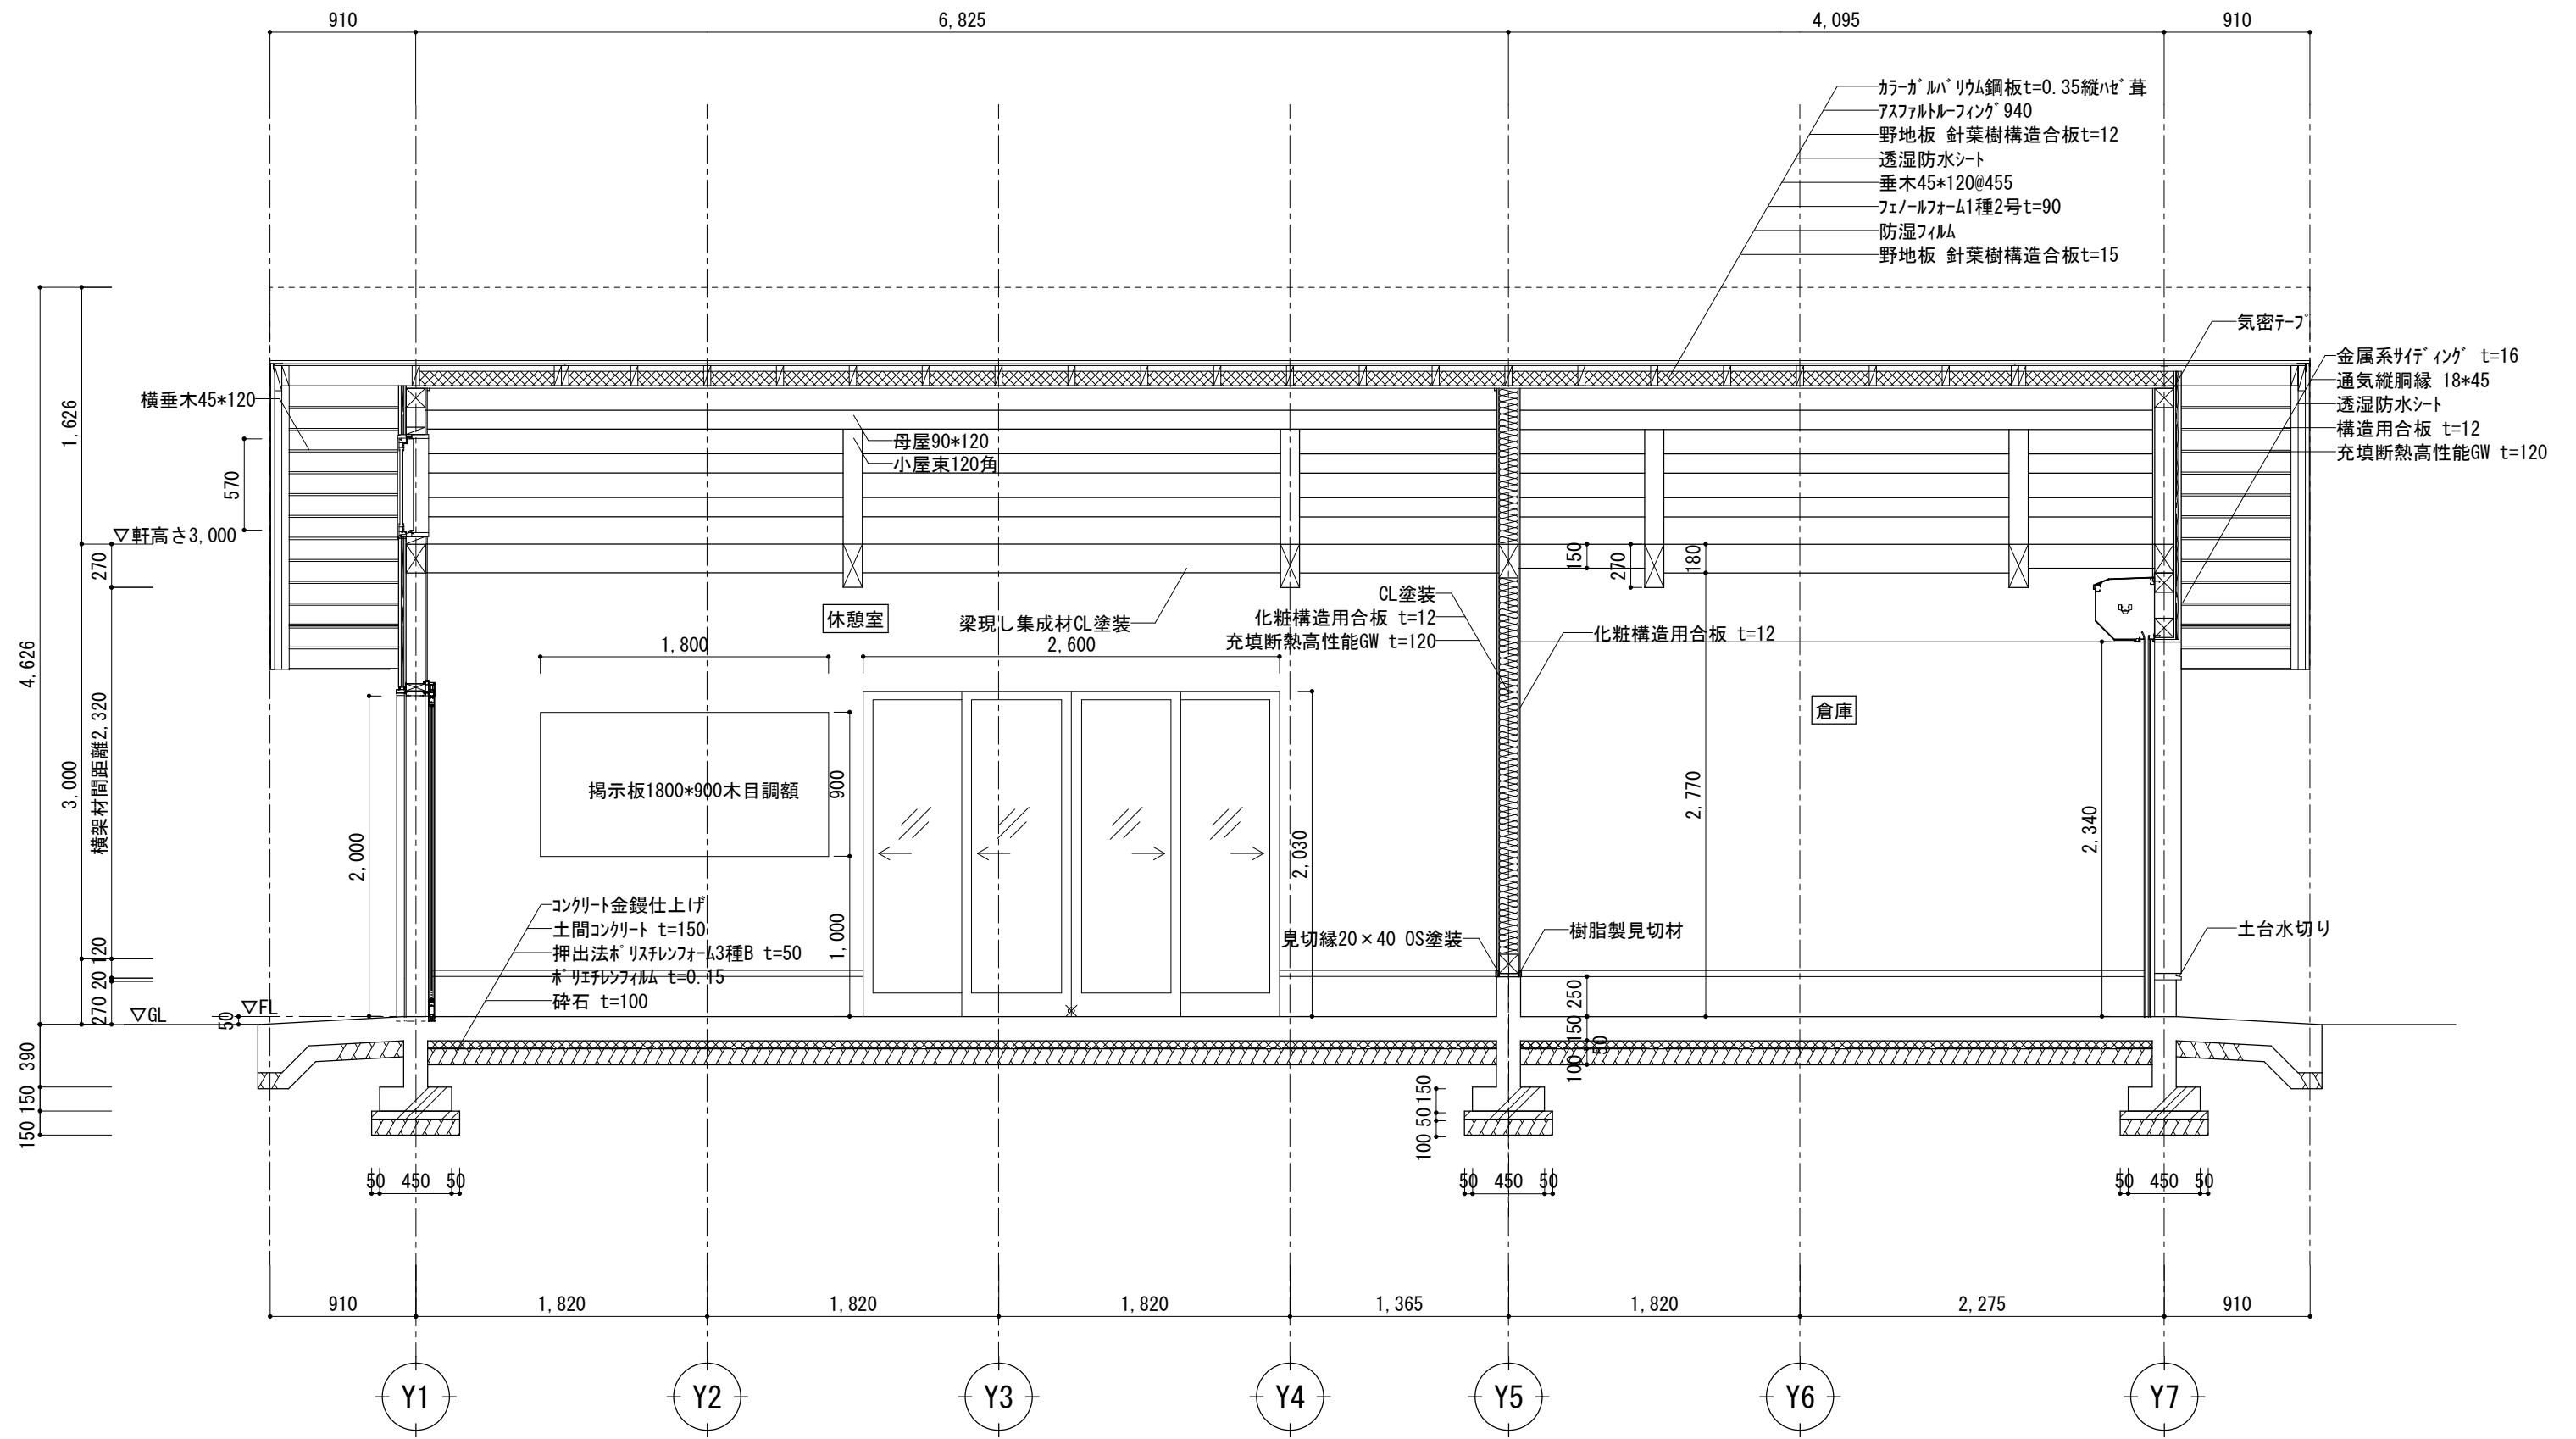 910
6,825
4,095
910
カラーガルバリウム鋼板t=0.35縦ハゼ葺
アスファルトルーフィング940
野地板 針葉樹構造合板t=12
透湿防水シート
垂木45*120@455
フェノールフォーム1種2号t=90
防湿フィルム
野地板 針葉樹構造合板t=15
気密テープ
金属系サイディング t=16
通気縦胴縁 18*45
透湿防水シート
構造用合板 t=12
充填断熱高性能GW t=120
横垂木45*120
母屋90*120
小屋束120角
1,626
570
▽軒高さ3,000
270
4,626
3,000
横架材間距離2,320
120
20
270
▽GL
▽FL
50
390
150
150
150
270
180
休憩室
梁現し集成材CL塗装
CL塗装
化粧構造用合板 t=12
充填断熱高性能GW t=120
化粧構造用合板 t=12
1,800
2,600
倉庫
掲示板1800*900木目調額
900
2,000
1,000
2,030
2,770
2,340
コンクリート金鏝仕上げ
土間コンクリート t=150
押出法ポリスチレンフォーム3種B t=50
ポリエチレンフィルム t=0.15
砕石 t=100
見切縁20×40 OS塗装
樹脂製見切材
土台水切り
250
150
50
100
150
50
100
50 450 50
50 450 50
50 450 50
910
1,820
1,820
1,820
1,365
1,820
2,275
910
Y1
Y2
Y3
Y4
Y5
Y6
Y7